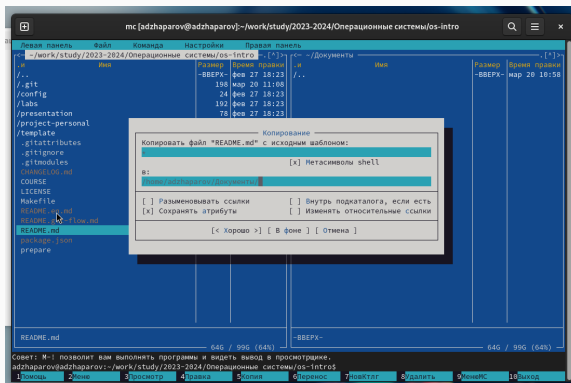 mc [adzhaparov@adzhaparov]:~/work/study/2023-2024/Операционные системы/os-intro
Левая панель Файл Команда Настройки Правая панель
<— ~/work/study/2023-2024/Операционные системы/os-intro —.[^]>
.и Имя Размер Время правки
/.. -ВВЕРХ- фев 27 18:23
/.git 198 мар 20 11:08
/config 24 фев 27 18:23
/labs 192 фев 27 18:23
/presentation 78 фев 27 18:23
/project-personal
/template
.gitattributes
.gitignore
.gitmodules
CHANGELOG.md
COURSE
LICENSE
Makefile
README.en.md
README.git-flow.md
README.md
package.json
prepare
README.md
64G / 99G (64%)
<— ~/Документы —.[^]>
.и Имя Размер Время правки
/.. -ВВЕРХ- мар 20 10:58
-ВВЕРХ-
64G / 99G (64%)
Копирование
Копировать файл "README.md" с исходным шаблоном:
[x] Метасимволы shell
в:
/home/adzhaparov/Документы/
[ ] Разыменовывать ссылки [ ] Внутрь подкаталога, если есть
[x] Сохранять атрибуты [ ] Изменять относительные ссылки
[< Хорошо >] [ В фоне ] [ Отмена ]
Совет: M-! позволит вам выполнять программы и видеть вывод в просмотрщике.
adzhaparov@adzhaparov:~/work/study/2023-2024/Операционные системы/os-intro$
1Помощь 2Меню 3Просмотр 4Правка 5Копия 6Перенос 7НовКтлг 8Удалить 9МенюMC 10Выход